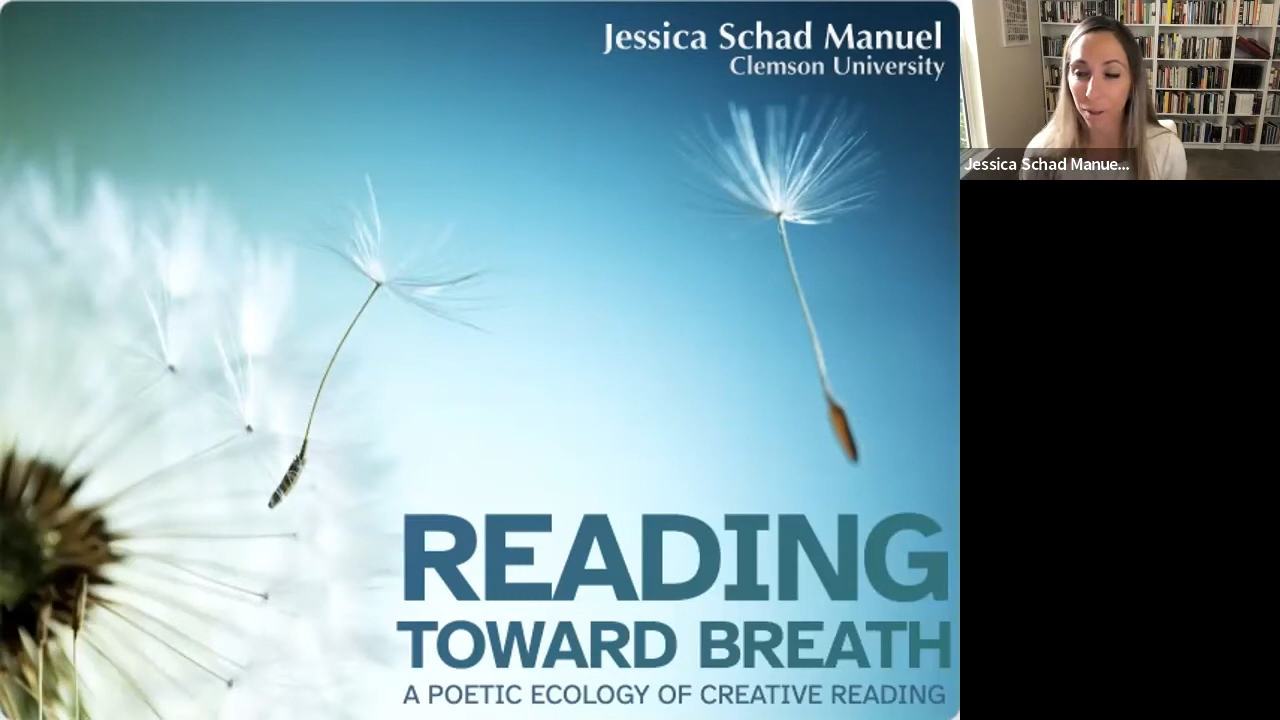 Jessica Schad Manuel
Clemson University
Jessica Schad Manue...
READING
TOWARD BREATH
A POETIC ECOLOGY OF CREATIVE READING